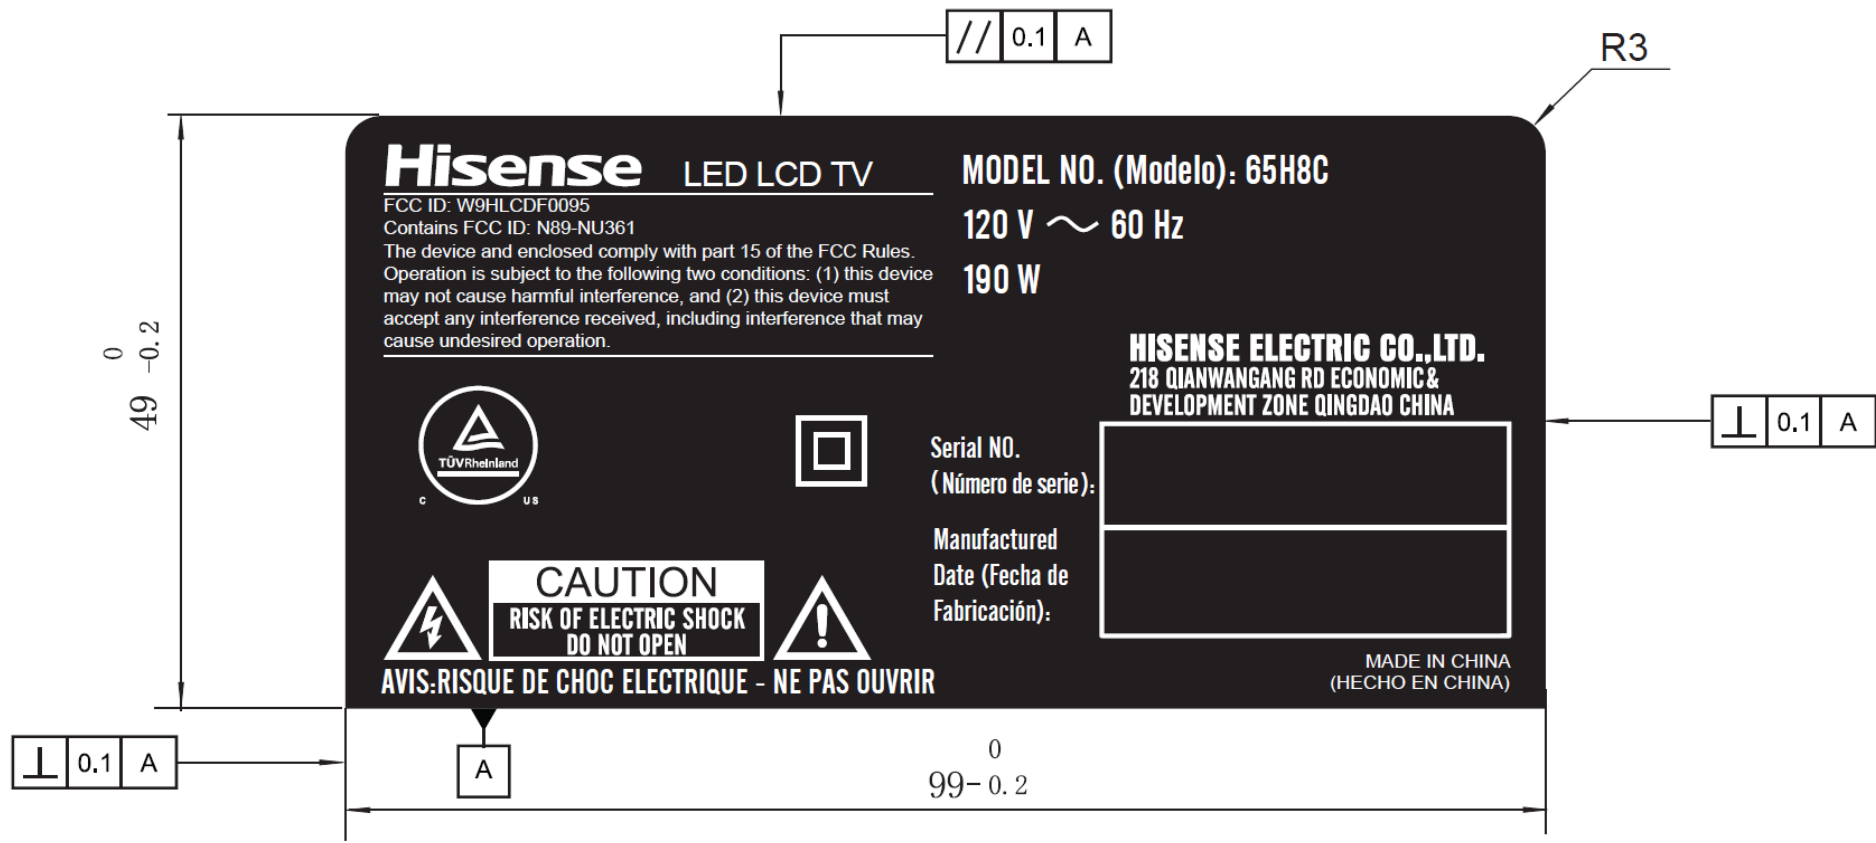 // 0.1 A
R3
Hisense LED LCD TV
FCC ID: W9HLCDF0095
Contains FCC ID: N89-NU361
The device and enclosed comply with part 15 of the FCC Rules.
Operation is subject to the following two conditions: (1) this device
may not cause harmful interference, and (2) this device must
accept any interference received, including interference that may
cause undesired operation.
MODEL NO. (Modelo): 65H8C
120 V ～ 60 Hz
190 W
HISENSE ELECTRIC CO.,LTD.
218 QIANWANGANG RD ECONOMIC&
DEVELOPMENT ZONE QINGDAO CHINA
0
49 -0.2
TÜVRheinland
C US
Serial NO.
(Número de serie):
Manufactured
Date (Fecha de
Fabricación):
⊥ 0.1 A
CAUTION
RISK OF ELECTRIC SHOCK
DO NOT OPEN
AVIS:RISQUE DE CHOC ELECTRIQUE - NE PAS OUVRIR
MADE IN CHINA
(HECHO EN CHINA)
⊥ 0.1 A
A
0
99-0.2